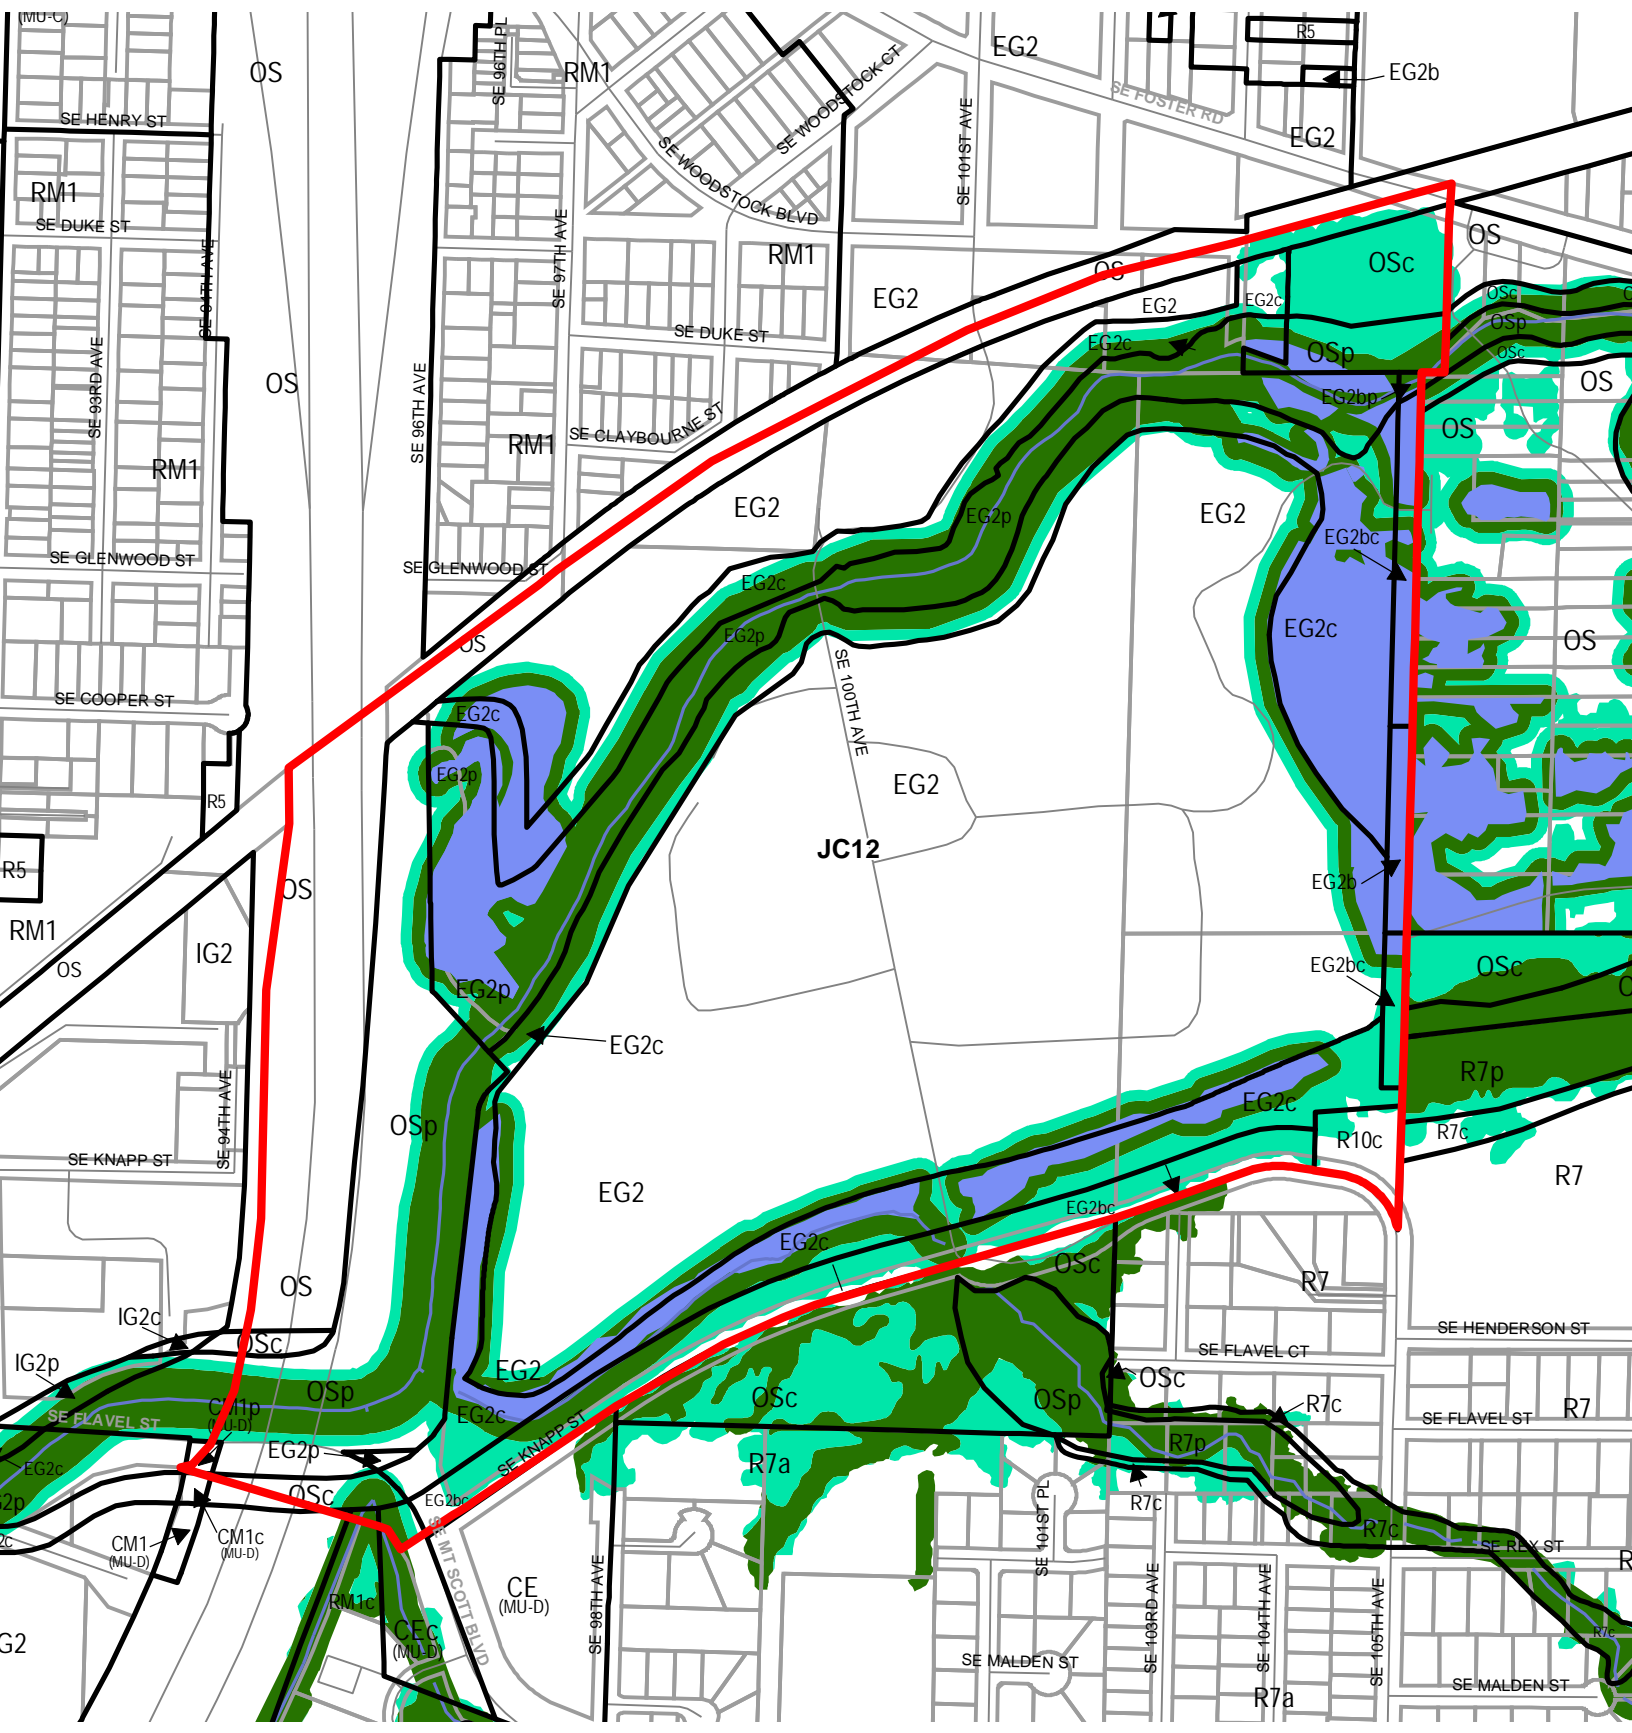 (MU-C)
OS
SE 96TH PL
RM1
EG2
R5
EG2b
SE FOSTER RD
SE HENRY ST
SE WOODSTOCK CT
SE WOODSTOCK BLVD
SE 101ST AVE
EG2
RM1
SE DUKE ST
SE 94TH AVE
SE 97TH AVE
RM1
OS
OSc
OS
EG2
EG2
EG2c
OSc
OSp
OSc
SE 93RD AVE
OS
SE 96TH AVE
SE DUKE ST
EG2c
OSp
EG2bp
OS
SE CLAYBOURNE ST
RM1
RM1
OS
EG2
EG2p
EG2
EG2bc
SE GLENWOOD ST
SE GLENWOOD ST
EG2c
EG2p
EG2c
OS
OS
SE 100TH AVE
SE COOPER ST
EG2c
EG2p
EG2
R5
JC12
R5
OS
EG2b
RM1
IG2
OS
EG2bc
OSc
EG2p
EG2c
R7p
SE 94TH AVE
OSp
EG2c
R10c
R7c
SE KNAPP ST
R7
EG2
EG2bc
EG2c
OSc
R7
OS
IG2c
OSc
SE HENDERSON ST
SE FLAVEL CT
IG2p
EG2
OSc
OSp
CM1p
(MU-D)
OSc
OSp
R7c
R7
SE FLAVEL ST
EG2c
SE FLAVEL ST
SE KNAPP ST
EG2p
R7p
R7a
EG2c
OSc
EG2bc
R7c
SE 101ST PL
CM1
(MU-D)
CM1c
(MU-D)
R7c
SE REX ST
SE MT SCOTT BLVD
CE
(MU-D)
SE 98TH AVE
SE 103RD AVE
SE 104TH AVE
SE 105TH AVE
RM1c
CEc
(MU-D)
R7c
SE MALDEN ST
SE MALDEN ST
R7a